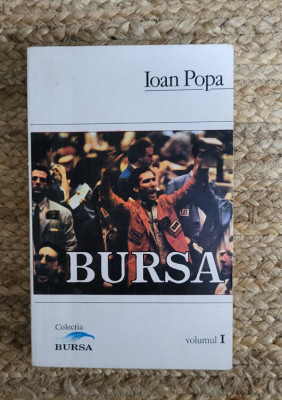 Ioan Popa
BURSA
Colecția
BURSA
volumul I